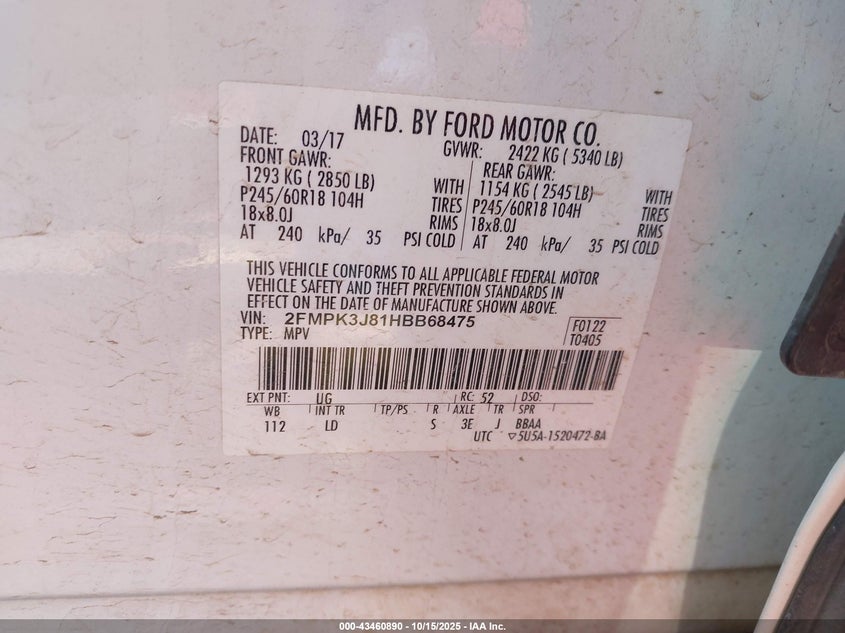 MFD. BY FORD MOTOR CO.
DATE: 03/17 GVWR: 2422 KG ( 5340 LB)
FRONT GAWR: REAR GAWR:
1293 KG ( 2850 LB) WITH 1154 KG ( 2545 LB) WITH
P245/60R18 104H TIRES P245/60R18 104H TIRES
18x8.0J RIMS 18x8.0J RIMS
AT 240 kPa/ 35 PSI COLD AT 240 kPa/ 35 PSI COLD
THIS VEHICLE CONFORMS TO ALL APPLICABLE FEDERAL MOTOR
VEHICLE SAFETY AND THEFT PREVENTION STANDARDS IN
EFFECT ON THE DATE OF MANUFACTURE SHOWN ABOVE.
VIN: 2FMPK3J81HBB68475 F0122
TYPE: MPV T0405
EXT PNT: UG RC: 52 DSO:
WB INT TR TP/PS R AXLE TR SPR
112 LD S 3E J BBAA
UTC ▽5U5A-1520472-BA
000-43460890 - 10/15/2025 - IAA Inc.